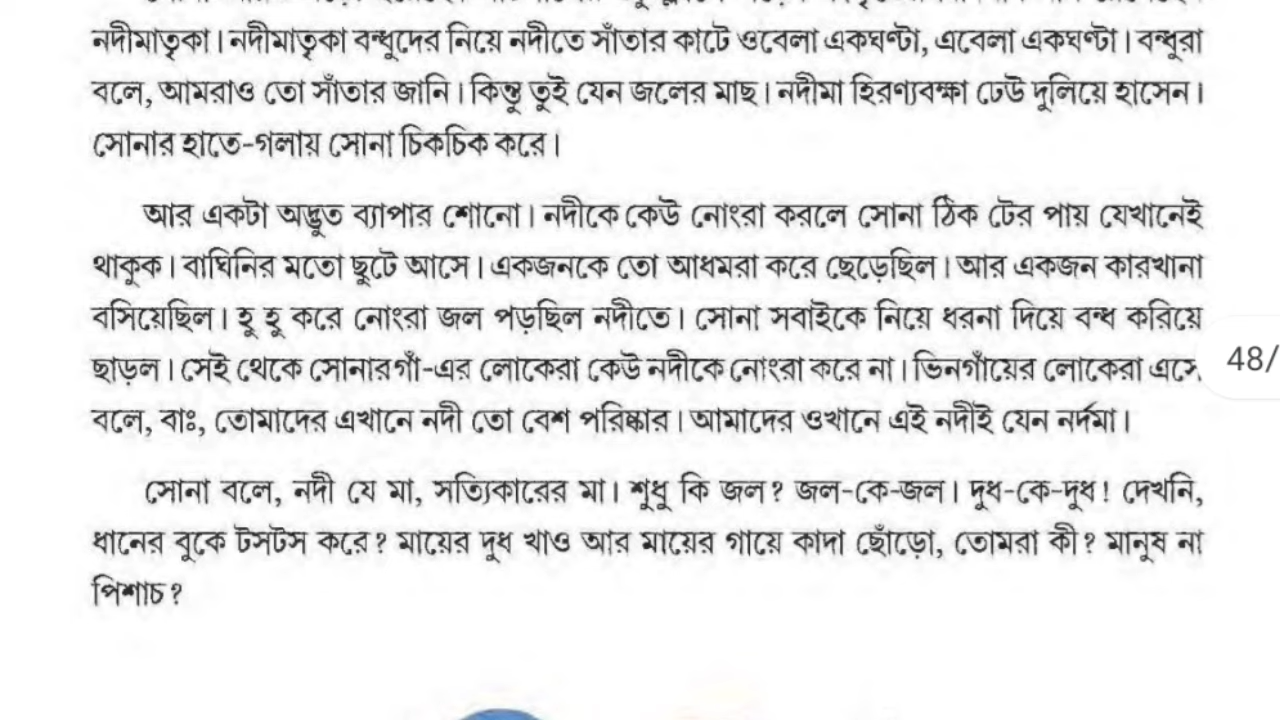 নদীমাতৃকা। নদীমাতৃকা বন্ধুদের নিয়ে নদীতে সাঁতার কাটে ওবেলা একঘণ্টা, এবেলা একঘণ্টা। বন্ধুরা
বলে, আমরাও তো সাঁতার জানি। কিন্তু তুই যেন জলের মাছ। নদীমা হিরণ্যবক্ষা ঢেউ দুলিয়ে হাসেন।
সোনার হাতে-গলায় সোনা চিকচিক করে।
আর একটা অদ্ভুত ব্যাপার শোনো। নদীকে কেউ নোংরা করলে সোনা ঠিক টের পায় যেখানেই
থাকুক। বাঘিনির মতো ছুটে আসে। একজনকে তো আধমরা করে ছেড়েছিল। আর একজন কারখানা
বসিয়েছিল। হু হু করে নোংরা জল পড়ছিল নদীতে। সোনা সবাইকে নিয়ে ধরনা দিয়ে বন্ধ করিয়ে
ছাড়ল। সেই থেকে সোনারগাঁ-এর লোকেরা কেউ নদীকে নোংরা করে না। ভিনগাঁয়ের লোকেরা এসে
48/
বলে, বাঃ, তোমাদের এখানে নদী তো বেশ পরিষ্কার। আমাদের ওখানে এই নদীই যেন নর্দমা।
সোনা বলে, নদী যে মা, সত্যিকারের মা। শুধু কি জল? জল-কে-জল। দুধ-কে-দুধ! দেখনি,
ধানের বুকে টসটস করে? মায়ের দুধ খাও আর মায়ের গায়ে কাদা ছোঁড়ো, তোমরা কী? মানুষ না
পিশাচ?